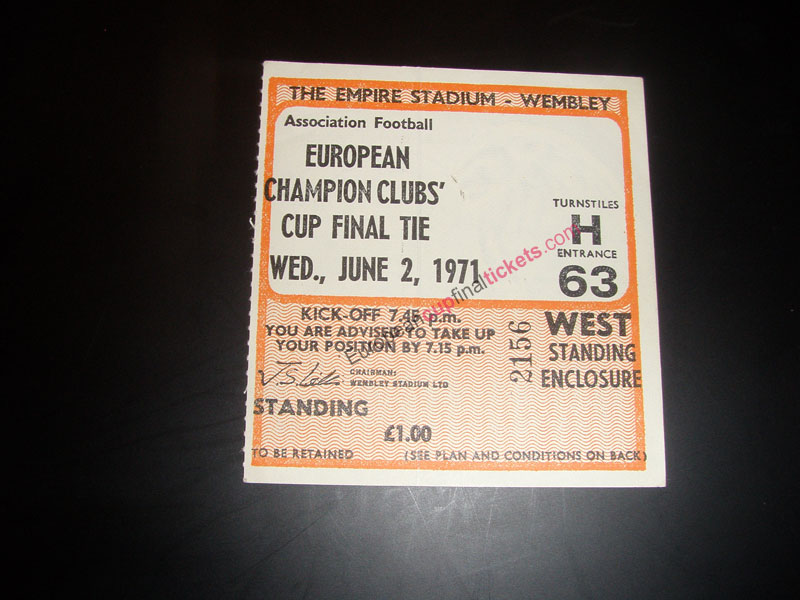 THE EMPIRE STADIUM - WEMBLEY
Association Football
EUROPEAN
CHAMPION CLUBS'
CUP FINAL TIE
WED., JUNE 2, 1971
TURNSTILES
H
ENTRANCE
63
KICK-OFF 7.45 p.m.
YOU ARE ADVISED TO TAKE UP
YOUR POSITION BY 7.15 p.m.
CHAIRMAN:
WEMBLEY STADIUM LTD
2156
WEST
STANDING
ENCLOSURE
STANDING
£1.00
TO BE RETAINED
(SEE PLAN AND CONDITIONS ON BACK)
Europeancupfinaltickets.com